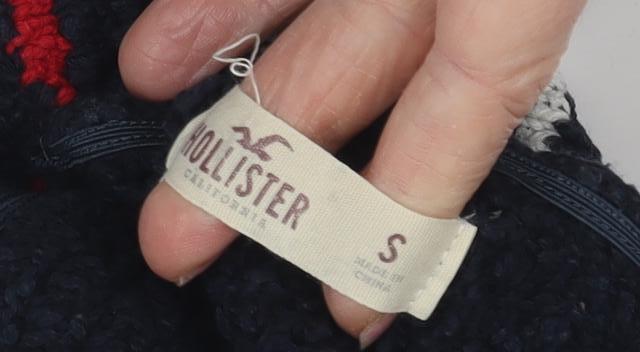 HOLLISTER
CALIFORNIA
S
MADE IN
CHINA